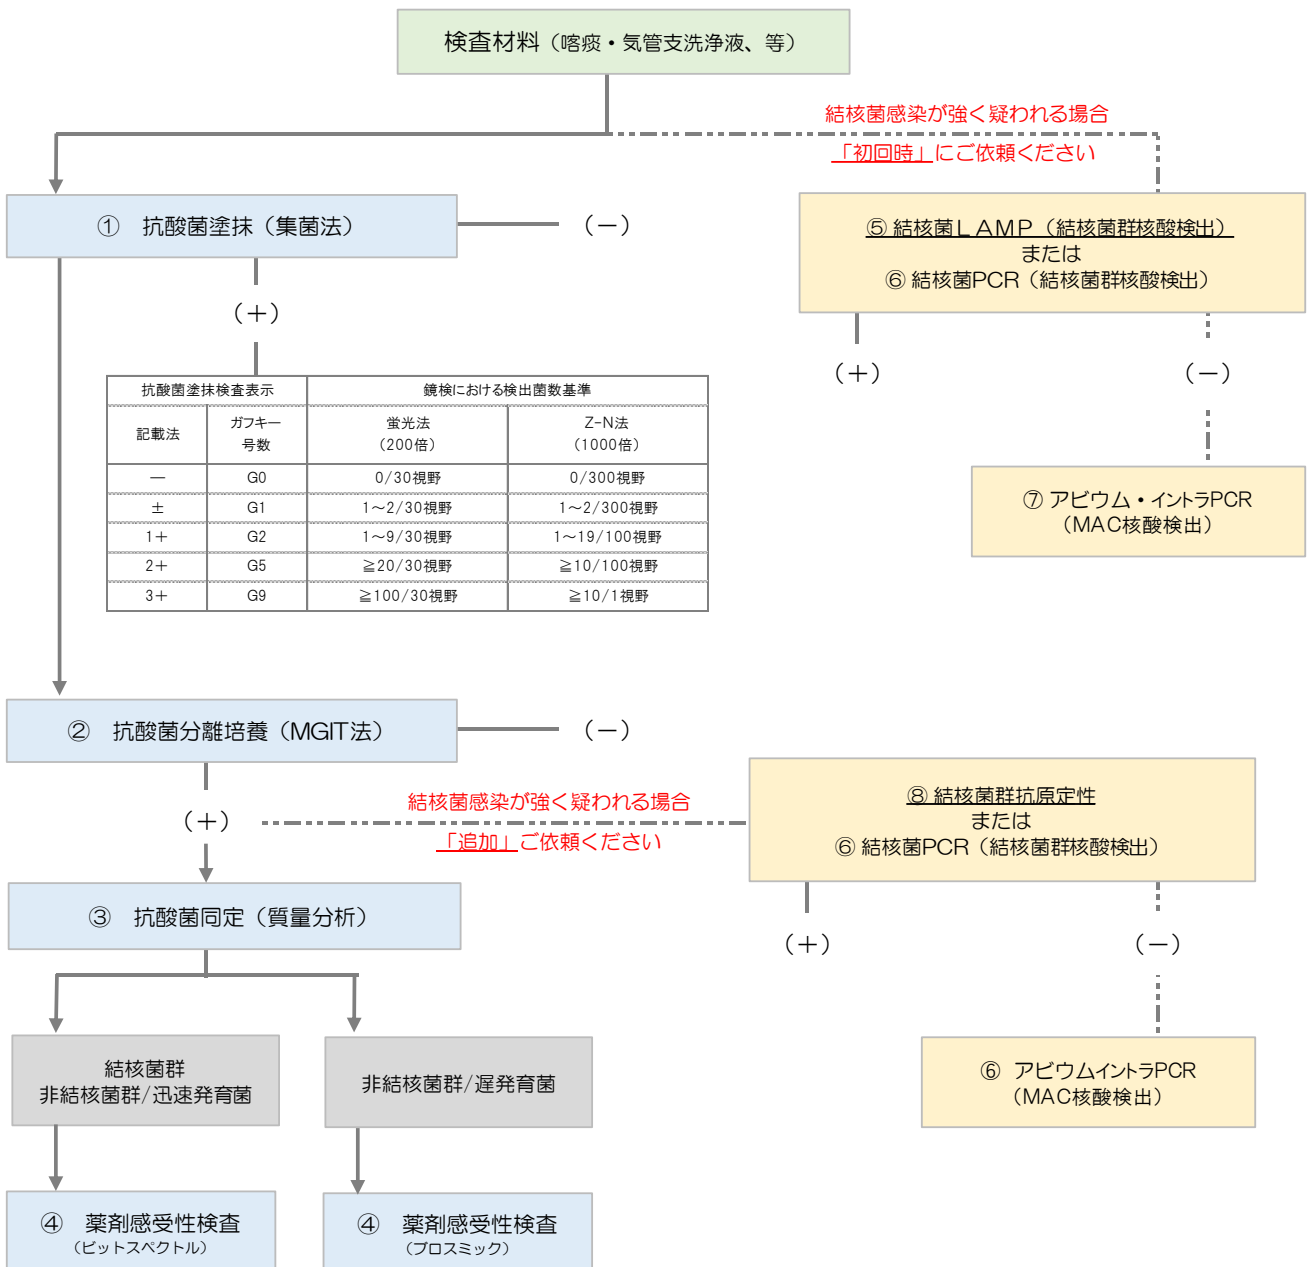 検査材料（喀痰・気管支洗浄液、等）
結核菌感染が強く疑われる場合
「初回時」にご依頼ください
① 抗酸菌塗抹（集菌法）
（－）
（＋）
⑤ 結核菌ＬＡＭＰ（結核菌群核酸検出）
または
⑥ 結核菌PCR（結核菌群核酸検出）
（＋）
（－）
⑦ アビウム・イントラPCR
（MAC核酸検出）
抗酸菌塗抹検査表示 鏡検における検出菌数基準
記載法 ガフキー号数 蛍光法（200倍） Z-N法（1000倍）
― G0 0/30視野 0/300視野
± G1 1～2/30視野 1～2/300視野
1＋ G2 1～9/30視野 1～19/100視野
2＋ G5 ≧20/30視野 ≧10/100視野
3＋ G9 ≧100/30視野 ≧10/1視野
② 抗酸菌分離培養（MGIT法）
（－）
（＋）
結核菌感染が強く疑われる場合
「追加」ご依頼ください
⑧ 結核菌群抗原定性
または
⑥ 結核菌PCR（結核菌群核酸検出）
（＋）
（－）
⑥ アビウムイントラPCR
（MAC核酸検出）
③ 抗酸菌同定（質量分析）
結核菌群
非結核菌群/迅速発育菌
非結核菌群/遅発育菌
④ 薬剤感受性検査
（ビットスペクトル）
④ 薬剤感受性検査
（ブロスミック）